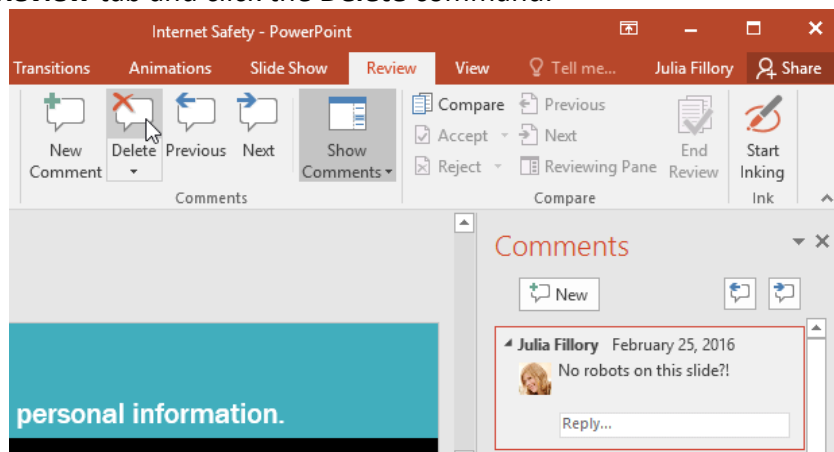 Review tab and click the Delete command.
Internet Safety - PowerPoint
Transitions Animations Slide Show Review View Tell me... Julia Fillory Share
New Comment
Delete
Previous
Next
Show Comments
Comments
Compare
Accept
Reject
Previous
Next
Reviewing Pane
End Review
Compare
Start Inking
Ink
personal information.
Comments
New
Julia Fillory February 25, 2016
No robots on this slide?!
Reply...